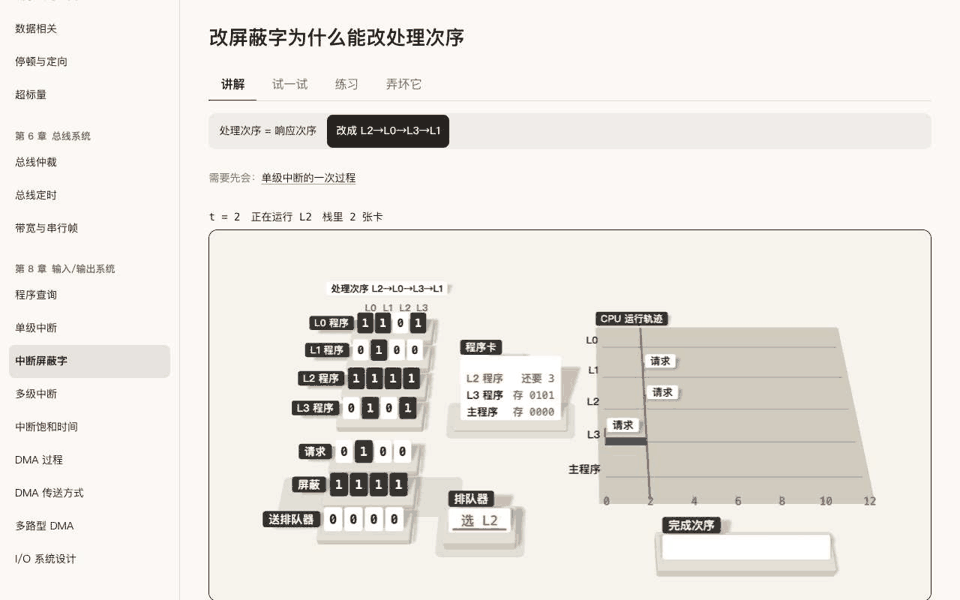 数据相关
停顿与定向
超标量
第 6 章 总线系统
总线仲裁
总线定时
带宽与串行帧
第 8 章 输入/输出系统
程序查询
单级中断
中断屏蔽字
多级中断
中断饱和时间
DMA 过程
DMA 传送方式
多路型 DMA
I/O 系统设计
改屏蔽字为什么能改处理次序
讲解 试一试 练习 弄坏它
处理次序 = 响应次序 改成 L2→L0→L3→L1
需要先会: 单级中断的一次过程
t = 2 正在运行 L2 栈里 2 张卡
处理次序 L2→L0→L3→L1
L0 L1 L2 L3
L0 程序 1 1 0 1
L1 程序 0 1 0 0
L2 程序 1 1 1 1
L3 程序 0 1 0 1
请求 0 1 0 0
屏蔽 1 1 1 1
送排队器 0 0 0 0
程序卡
L2 程序 还要 3
L3 程序 存 0101
主程序 存 0000
排队器
选 L2
CPU 运行轨迹
L0
L1 请求
L2 请求
L3 请求
主程序
0 2 4 6 8 10 12
完成次序